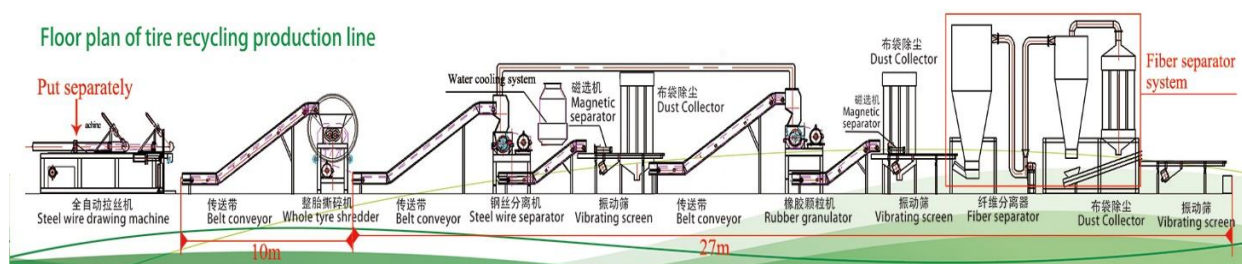 Floor plan of tire recycling production line
Put separately
achine
Water cooling system
磁选机
Magnetic
separator
布袋除尘
Dust Collector
布袋除尘
Dust Collector
磁选机
Magnetic
separator
Fiber separator
system
全自动拉丝机
Steel wire drawing machine
传送带
Belt conveyor
整胎撕碎机
Whole tyre shredder
传送带
Belt conveyor
钢丝分离机
Steel wire separator
振动筛
Vibrating screen
传送带
Belt conveyor
橡胶颗粒机
Rubber granulator
振动筛
Vibrating screen
纤维分离器
Fiber separator
布袋除尘
Dust Collector
振动筛
Vibrating screen
10m
27m